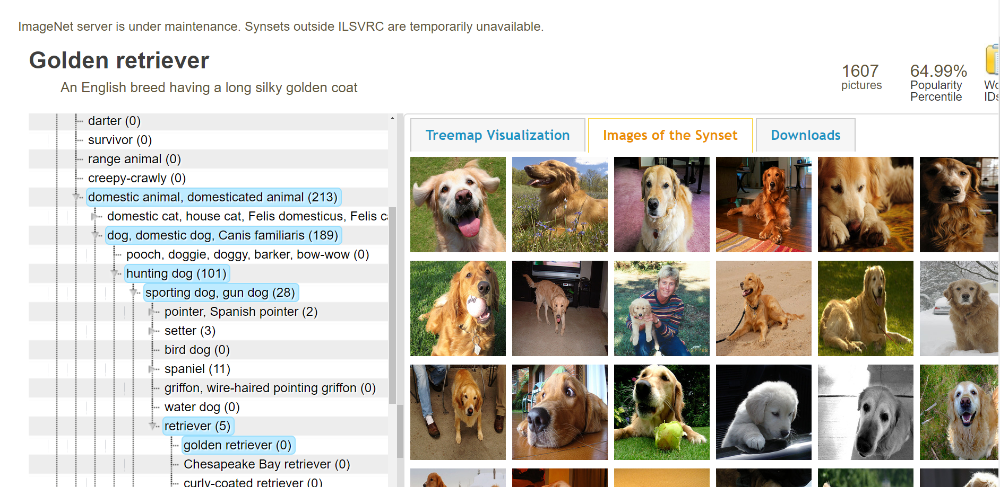 ImageNet server is under maintenance. Synsets outside ILSVRC are temporarily unavailable.
Golden retriever
An English breed having a long silky golden coat
1607
pictures
64.99%
Popularity
Percentile
darter (0)
survivor (0)
range animal (0)
creepy-crawly (0)
domestic animal, domesticated animal (213)
domestic cat, house cat, Felis domesticus, Felis
dog, domestic dog, Canis familiaris (189)
pooch, doggie, doggy, barker, bow-wow (0)
hunting dog (101)
sporting dog, gun dog (28)
pointer, Spanish pointer (2)
setter (3)
bird dog (0)
spaniel (11)
griffon, wire-haired pointing griffon (0)
water dog (0)
retriever (5)
golden retriever (0)
Chesapeake Bay retriever (0)
curly-coated retriever (0)
Treemap Visualization
Images of the Synset
Downloads